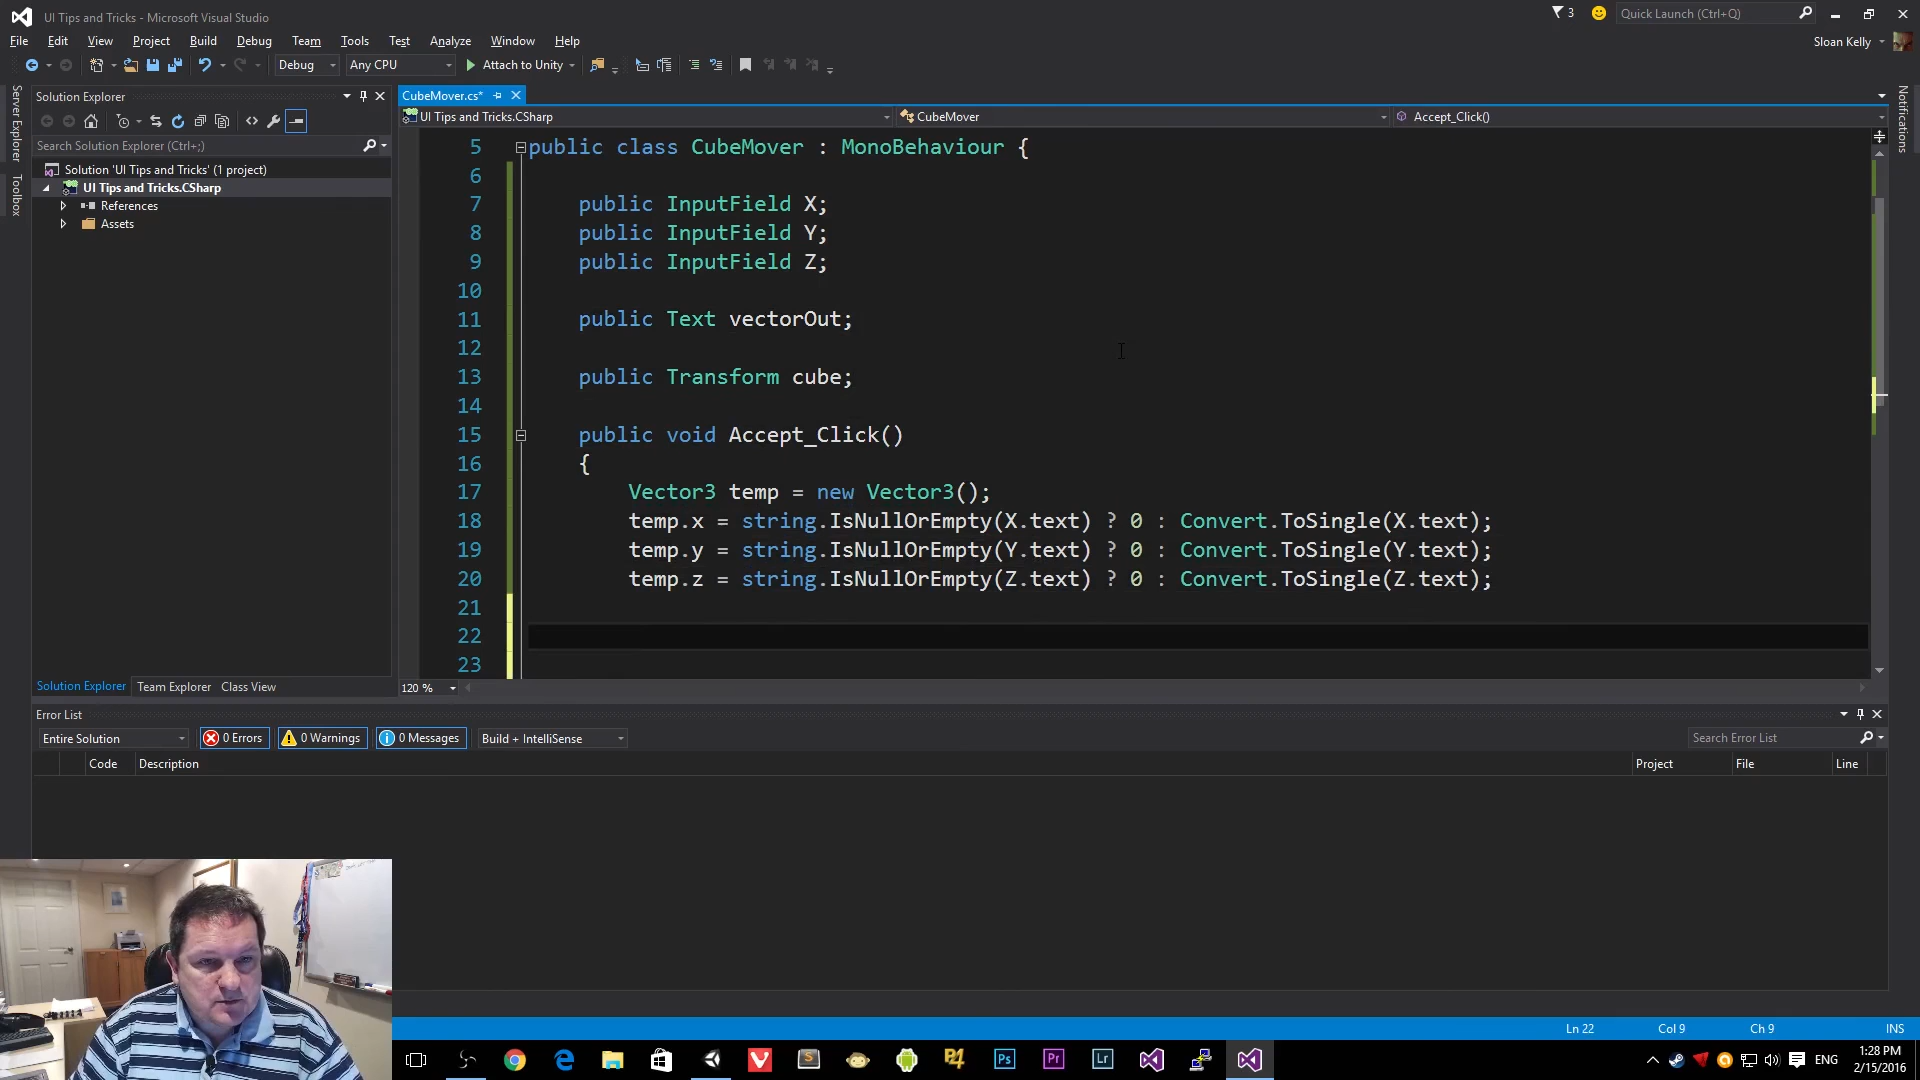 UI Tips and Tricks - Microsoft Visual Studio
3
Quick Launch (Ctrl+Q)
File Edit View Project Build Debug Team Tools Test Analyze Window Help
Sloan Kelly
Debug Any CPU Attach to Unity
Server Explorer
Toolbox
Notifications
Solution Explorer
Search Solution Explorer (Ctrl+;)
Solution 'UI Tips and Tricks' (1 project)
UI Tips and Tricks.CSharp
References
Assets
Solution Explorer Team Explorer Class View
CubeMover.cs*
UI Tips and Tricks.CSharp CubeMover Accept_Click()
5 public class CubeMover : MonoBehaviour {
6
7 public InputField X;
8 public InputField Y;
9 public InputField Z;
10
11 public Text vectorOut;
12
13 public Transform cube;
14
15 public void Accept_Click()
16 {
17 Vector3 temp = new Vector3();
18 temp.x = string.IsNullOrEmpty(X.text) ? 0 : Convert.ToSingle(X.text);
19 temp.y = string.IsNullOrEmpty(Y.text) ? 0 : Convert.ToSingle(Y.text);
20 temp.z = string.IsNullOrEmpty(Z.text) ? 0 : Convert.ToSingle(Z.text);
21
22
23
120 %
Error List
Entire Solution 0 Errors 0 Warnings 0 Messages Build + IntelliSense
Search Error List
Code Description Project File Line
Ln 22 Col 9 Ch 9 INS
Ps Pr Lr
ENG
1:28 PM
2/15/2016